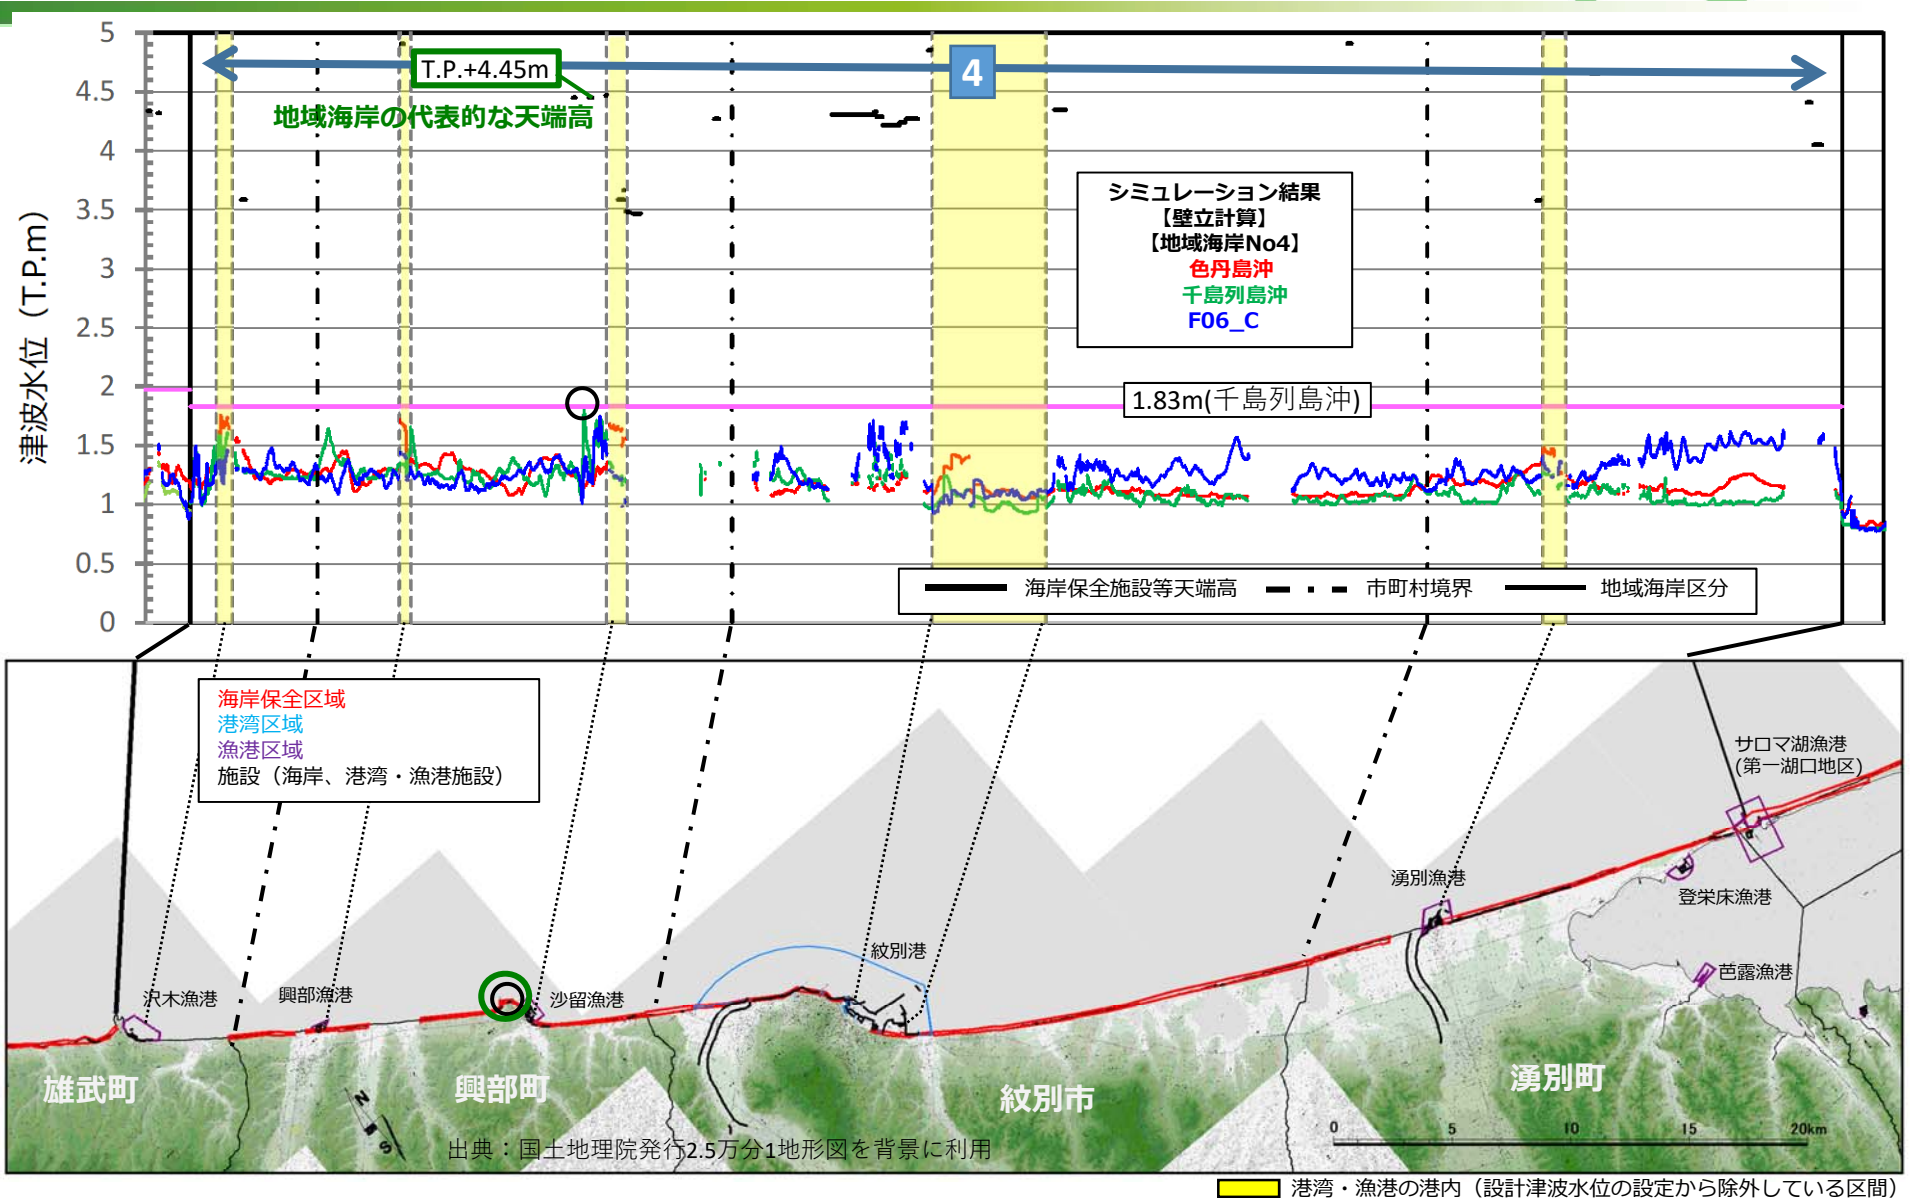 5
4.5
4
3.5
3
2.5
2
1.5
1
0.5
0
津波水位（T.P.m）
T.P.+4.45m
地域海岸の代表的な天端高
4
シミュレーション結果
【壁立計算】
【地域海岸No4】
色丹島沖
千島列島沖
F06_C
1.83m(千島列島沖)
海岸保全施設等天端高 市町村境界 地域海岸区分
海岸保全区域
港湾区域
漁港区域
施設（海岸、港湾・漁港施設）
サロマ湖漁港
(第一湖口地区)
湧別漁港
登栄床漁港
芭露漁港
紋別港
沢木漁港
興部漁港
沙留漁港
雄武町
興部町
紋別市
湧別町
N
S
0 5 10 15 20km
出典：国土地理院発行2.5万分1地形図を背景に利用
港湾・漁港の港内（設計津波水位の設定から除外している区間）